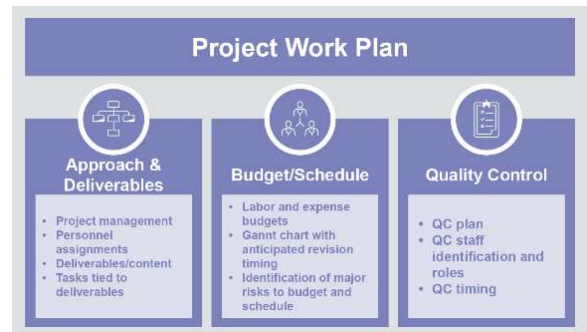 Project Work Plan
Approach &
Deliverables
• Project management
• Personnel
assignments
• Deliverables/content
• Tasks tied to
deliverables
Budget/Schedule
• Labor and expense
budgets
• Gannt chart with
anticipated revision
timing
• Identification of major
risks to budget and
schedule
Quality Control
• QC plan
• QC staff
identification and
roles
• QC timing